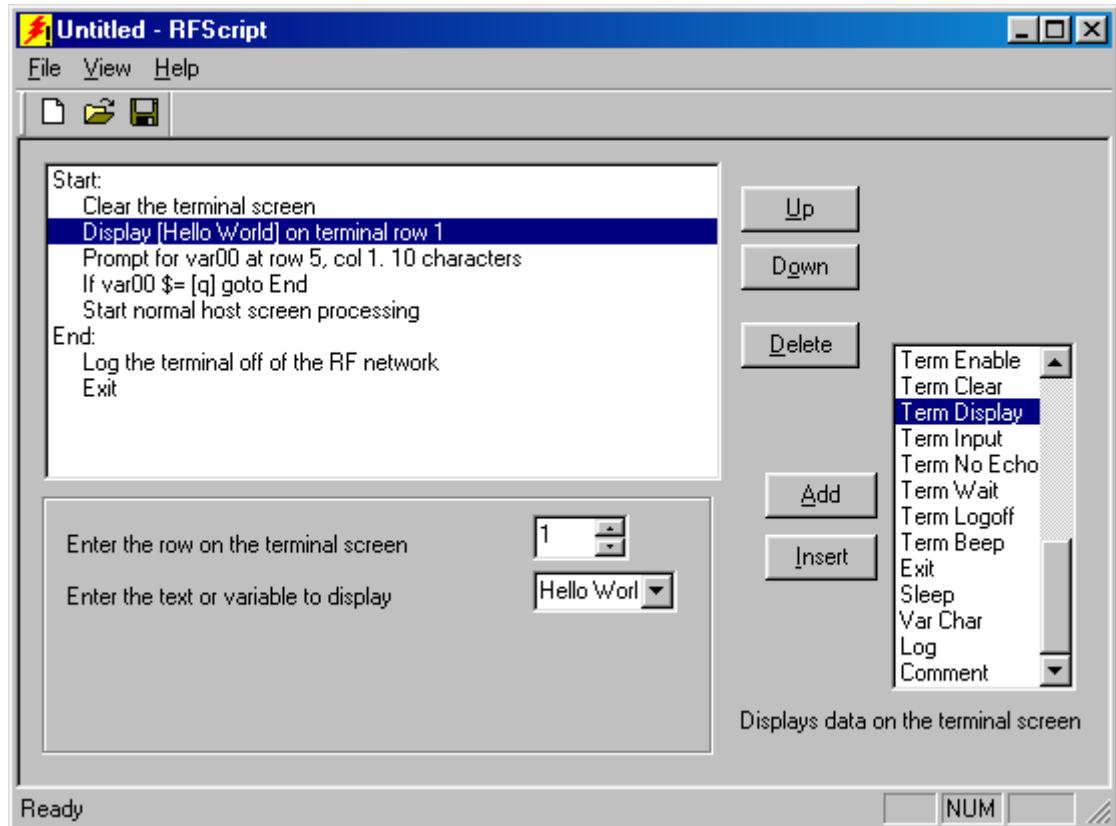 Untitled - RFScript
File View Help
Start:
Clear the terminal screen
Display [Hello World] on terminal row 1
Prompt for var00 at row 5, col 1. 10 characters
If var00 $= [q] goto End
Start normal host screen processing
End:
Log the terminal off of the RF network
Exit
Up
Down
Delete
Add
Insert
Term Enable
Term Clear
Term Display
Term Input
Term No Echo
Term Wait
Term Logoff
Term Beep
Exit
Sleep
Var Char
Log
Comment
Enter the row on the terminal screen
1
Enter the text or variable to display
Hello Worl
Displays data on the terminal screen
Ready
NUM